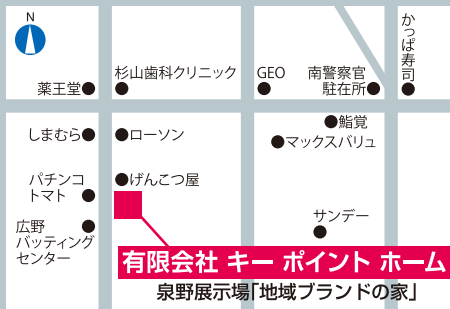 N
かっぱ寿司
杉山歯科クリニック
GEO
南警察官
駐在所
薬王堂
鮨覚
しまむら
ローソン
マックスバリュ
パチンコ
トマト
げんこつ屋
広野
バッティング
センター
サンデー
有限会社 キー ポイント ホーム
泉野展示場「地域ブランドの家」